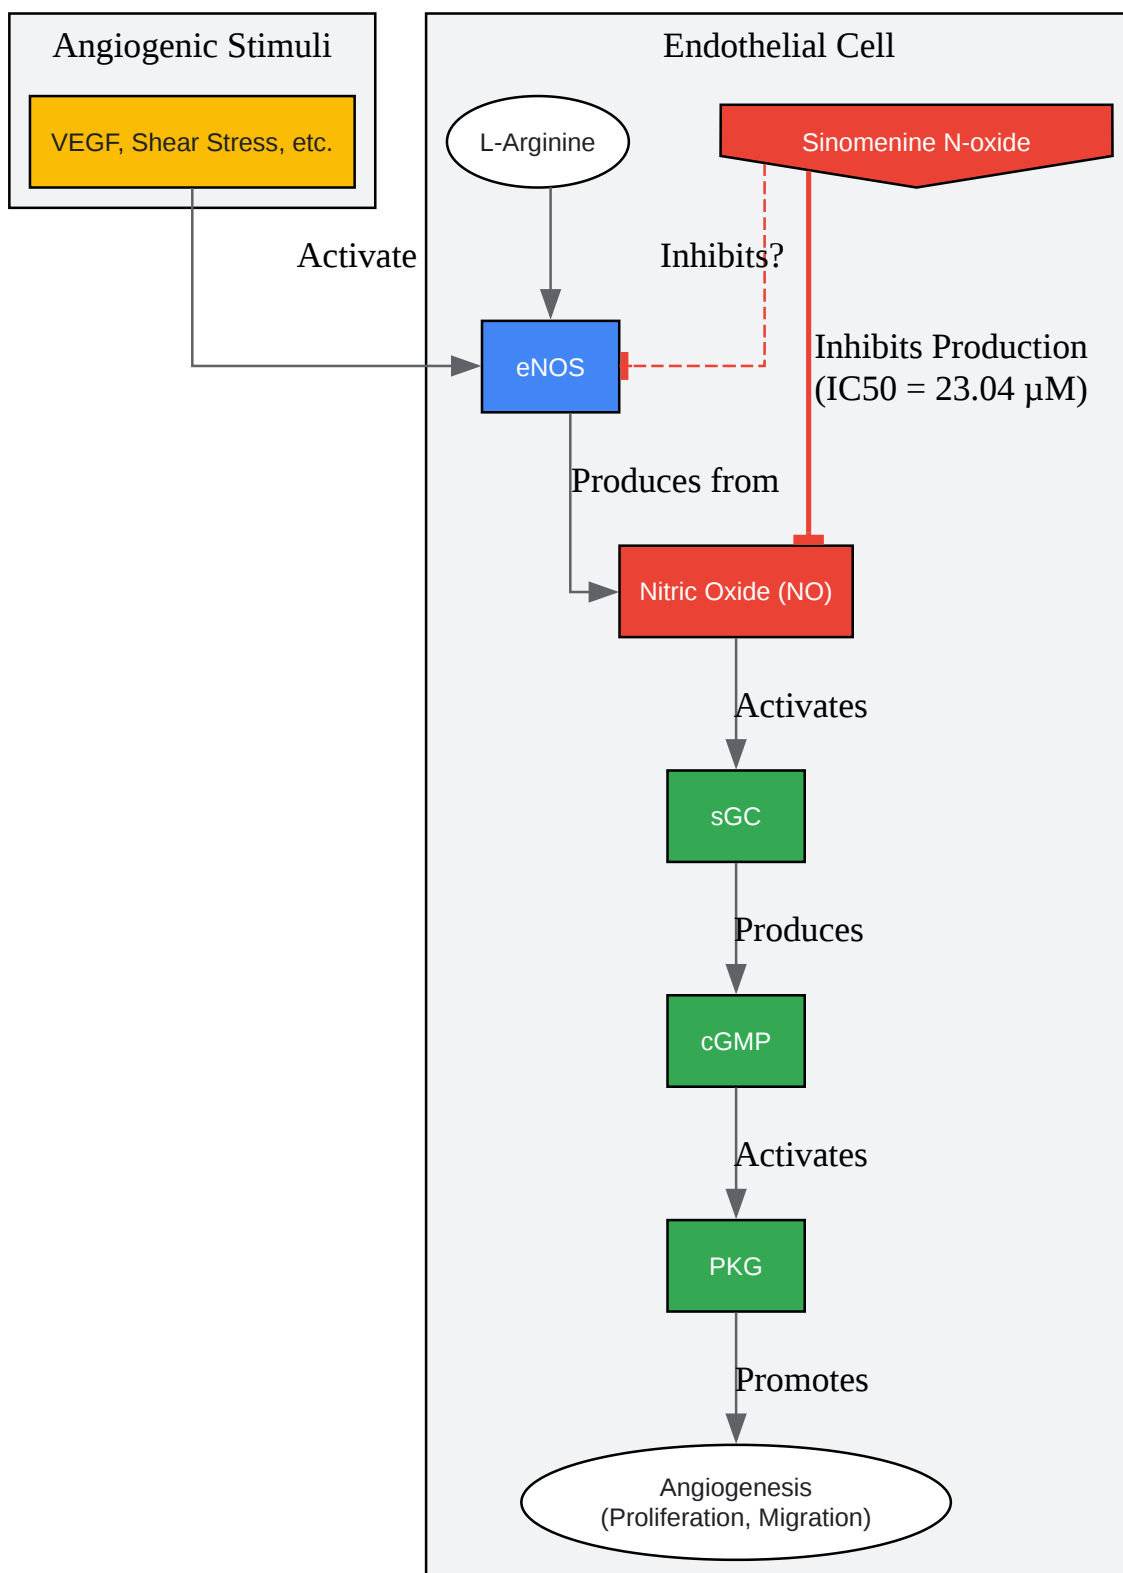 Angiogenic Stimuli
Endothelial Cell
VEGF, Shear Stress, etc.
L-Arginine
Sinomenine N-oxide
Activate
Inhibits?
Inhibits Production
(IC50 = 23.04 µM)
eNOS
Produces from
Nitric Oxide (NO)
Activates
sGC
Produces
cGMP
Activates
PKG
Promotes
Angiogenesis
(Proliferation, Migration)